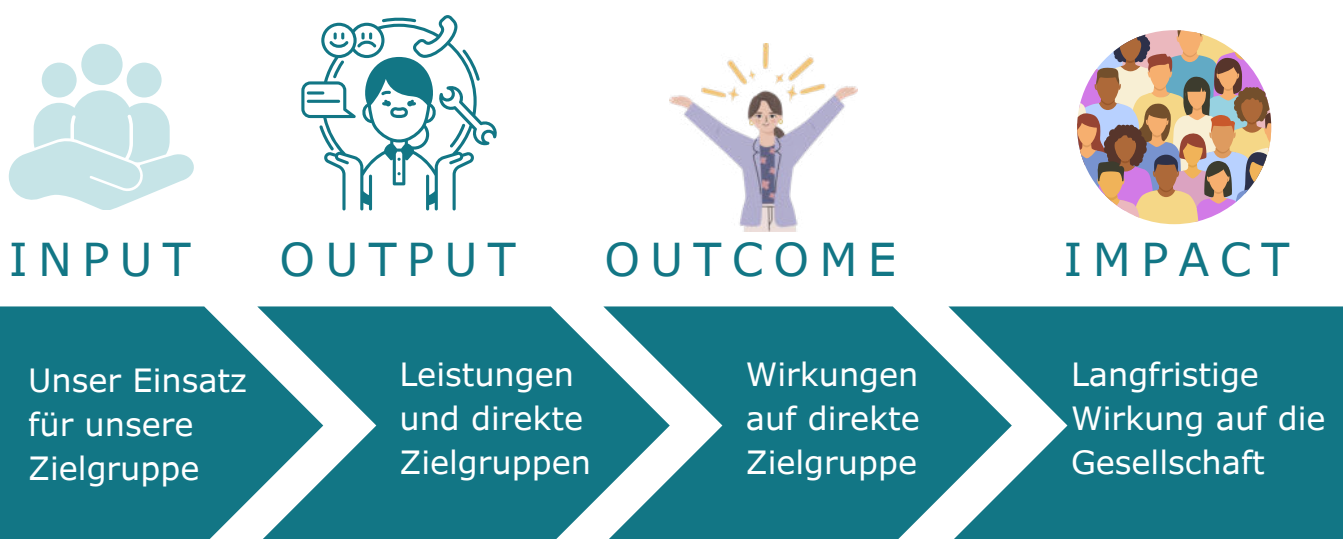 INPUT
OUTPUT
OUTCOME
IMPACT
Unser Einsatz
für unsere
Zielgruppe
Leistungen
und direkte
Zielgruppen
Wirkungen
auf direkte
Zielgruppe
Langfristige
Wirkung auf die
Gesellschaft